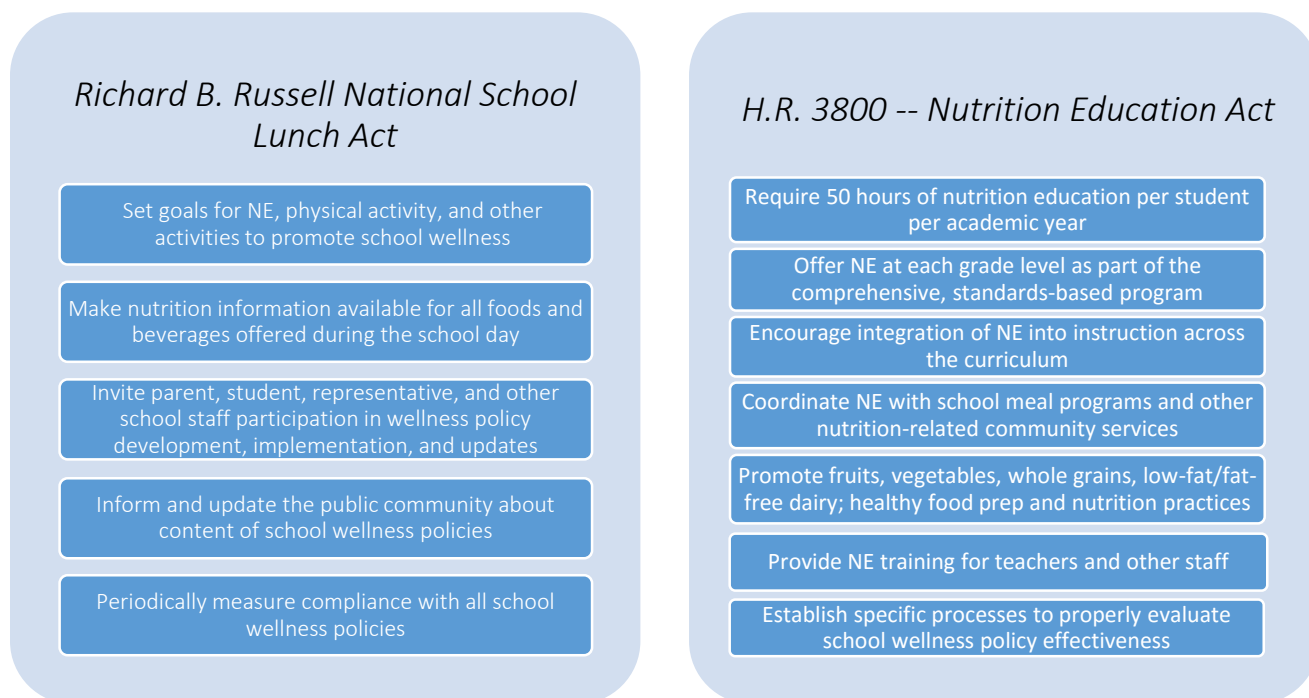 Richard B. Russell National School
Lunch Act
Set goals for NE, physical activity, and other
activities to promote school wellness
Make nutrition information available for all foods and
beverages offered during the school day
Invite parent, student, representative, and other
school staff participation in wellness policy
development, implementation, and updates
Inform and update the public community about
content of school wellness policies
Periodically measure compliance with all school
wellness policies
H.R. 3800 -- Nutrition Education Act
Require 50 hours of nutrition education per student
per academic year
Offer NE at each grade level as part of the
comprehensive, standards-based program
Encourage integration of NE into instruction across
the curriculum
Coordinate NE with school meal programs and other
nutrition-related community services
Promote fruits, vegetables, whole grains, low-fat/fat-
free dairy; healthy food prep and nutrition practices
Provide NE training for teachers and other staff
Establish specific processes to properly evaluate
school wellness policy effectiveness